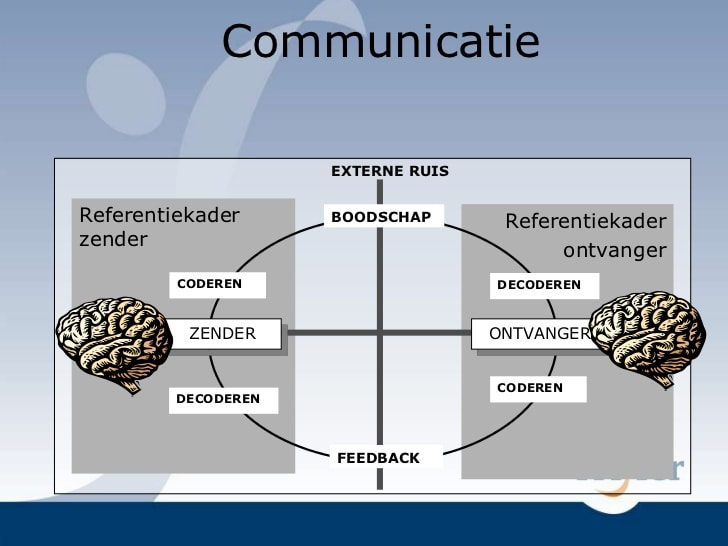 Communicatie
EXTERNE RUIS
Referentiekader
zender
BOODSCHAP
Referentiekader
ontvanger
CODEREN
DECODEREN
ZENDER
ONTVANGER
DECODEREN
CODEREN
FEEDBACK